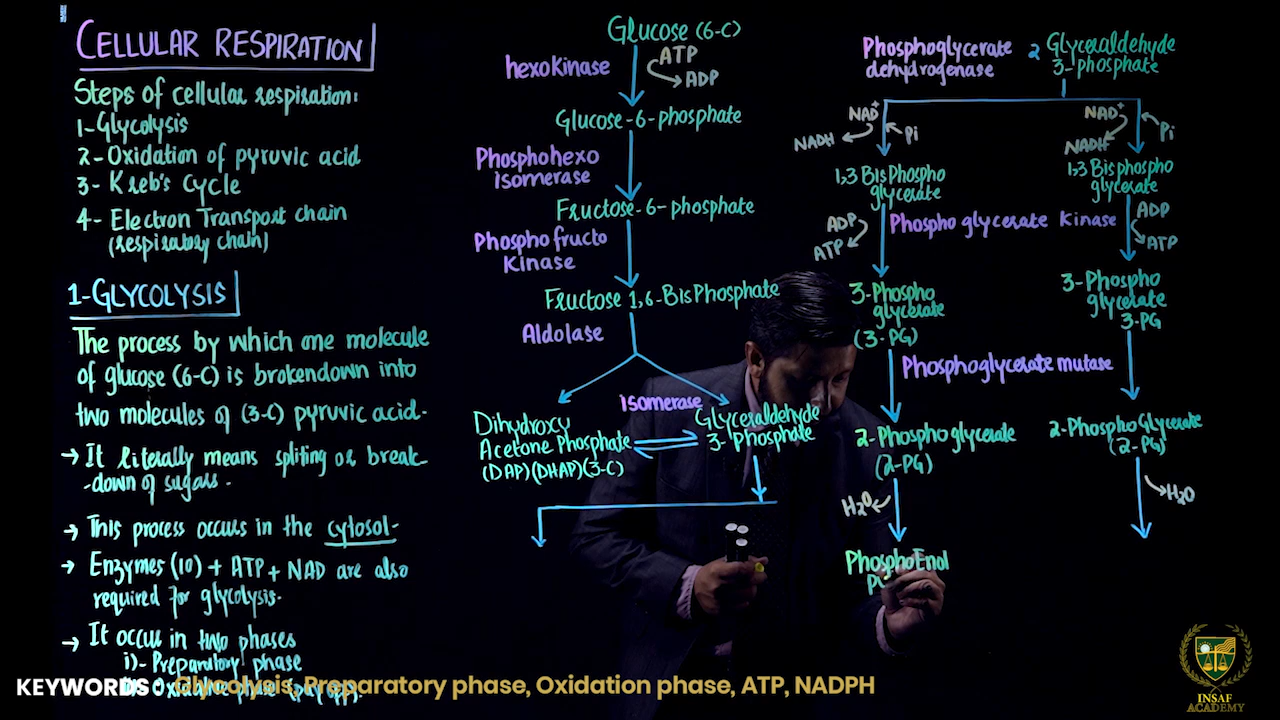 CELLULAR RESPIRATION
Steps of cellular respiration:
1-Glycolysis
2-Oxidation of pyruvic acid
3- Kreb's Cycle
4- Electron Transport chain
(respiratory chain)
1-GLYCOLYSIS
The process by which one molecule
of glucose (6-C) is brokendown into
two molecules of (3-C) pyruvic acid.
→ It literally means spliting or break
-down of sugars.
→ This process occurs in the cytosol-
→ Enzymes (10) + ATP + NAD are also
required for glycolysis.
→ It occur in two phases
i)- Preparatory phase
Glucose (6-C)
hexoKinase
ATP
ADP
Glucose-6-phosphate
Phosphohexo
isomerase
Fructose-6-phosphate
Phosphofructo
Kinase
Fructose 1,6-BisPhosphate
Aldolase
Isomerase
Dihydroxy
Acetone Phosphate
(DAP)(DHAP)(3-C)
Glyceraldehyde
3-Phosphate
Phosphoglycerate
dehydrogenase
2 Glyceraldehyde
3-phosphate
NAD+
NADH
Pi
NAD+
NADH
Pi
1,3 BisPhospho
glycerate
1,3 Bisphospho
glycerate
ADP
ATP
Phospho glycerate Kinase
ADP
ATP
3-Phospho
glycerate
(3-PG)
3-Phospho
glycerate
3-PG
Phosphoglycerate mutase
2-Phosphoglycerate
(2-PG)
2-PhosphoGlycerate
(2-PG)
H2O
H2O
PhosphoEnol
KEYWORDS : Glycolysis, Preparatory phase, Oxidation phase, ATP, NADPH
INSAF
ACADEMY